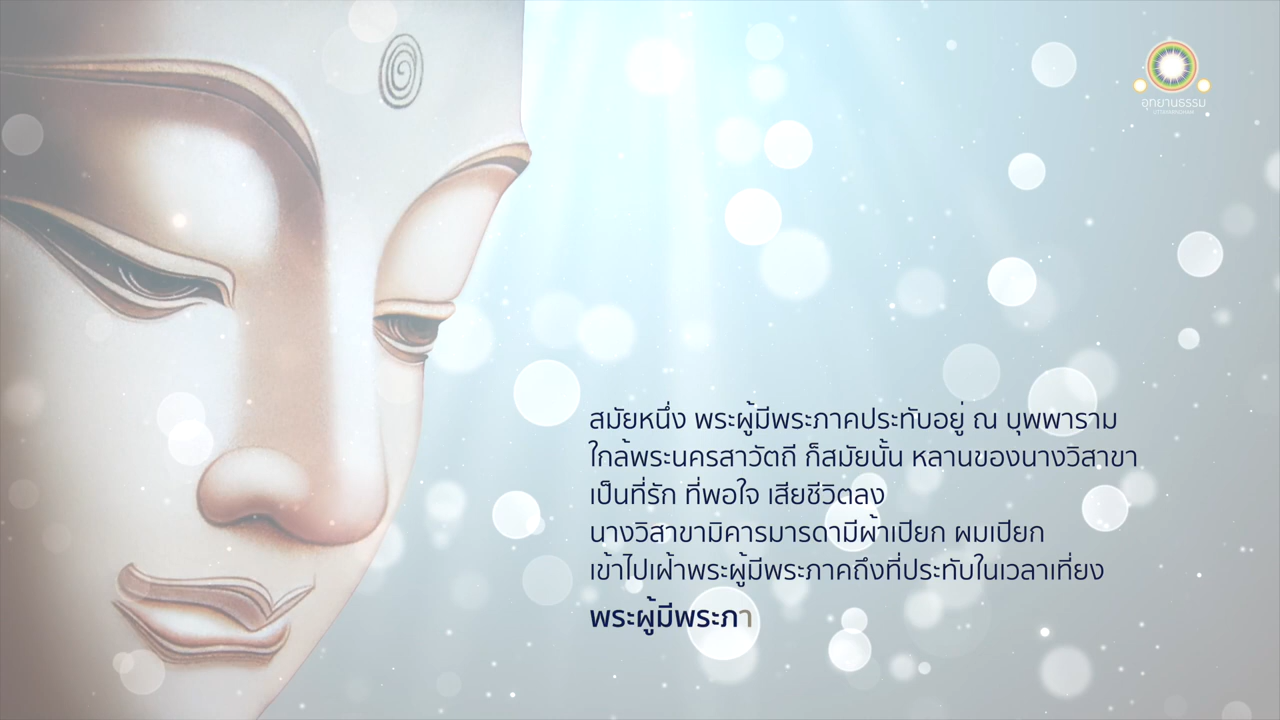 อุทยานธรรม
สมัยหนึ่ง พระผู้มีพระภาคประทับอยู่ ณ บุพพาราม
ใกล้พระนครสาวัตถี ก็สมัยนั้น หลานของนางวิสาขา
เป็นที่รัก ที่พอใจ เสียชีวิตลง
นางวิสาขามิคารมารดามีผ้าเปียก ผมเปียก
เข้าไปเฝ้าพระผู้มีพระภาคถึงที่ประทับในเวลาเที่ยง
พระผู้มีพระภา